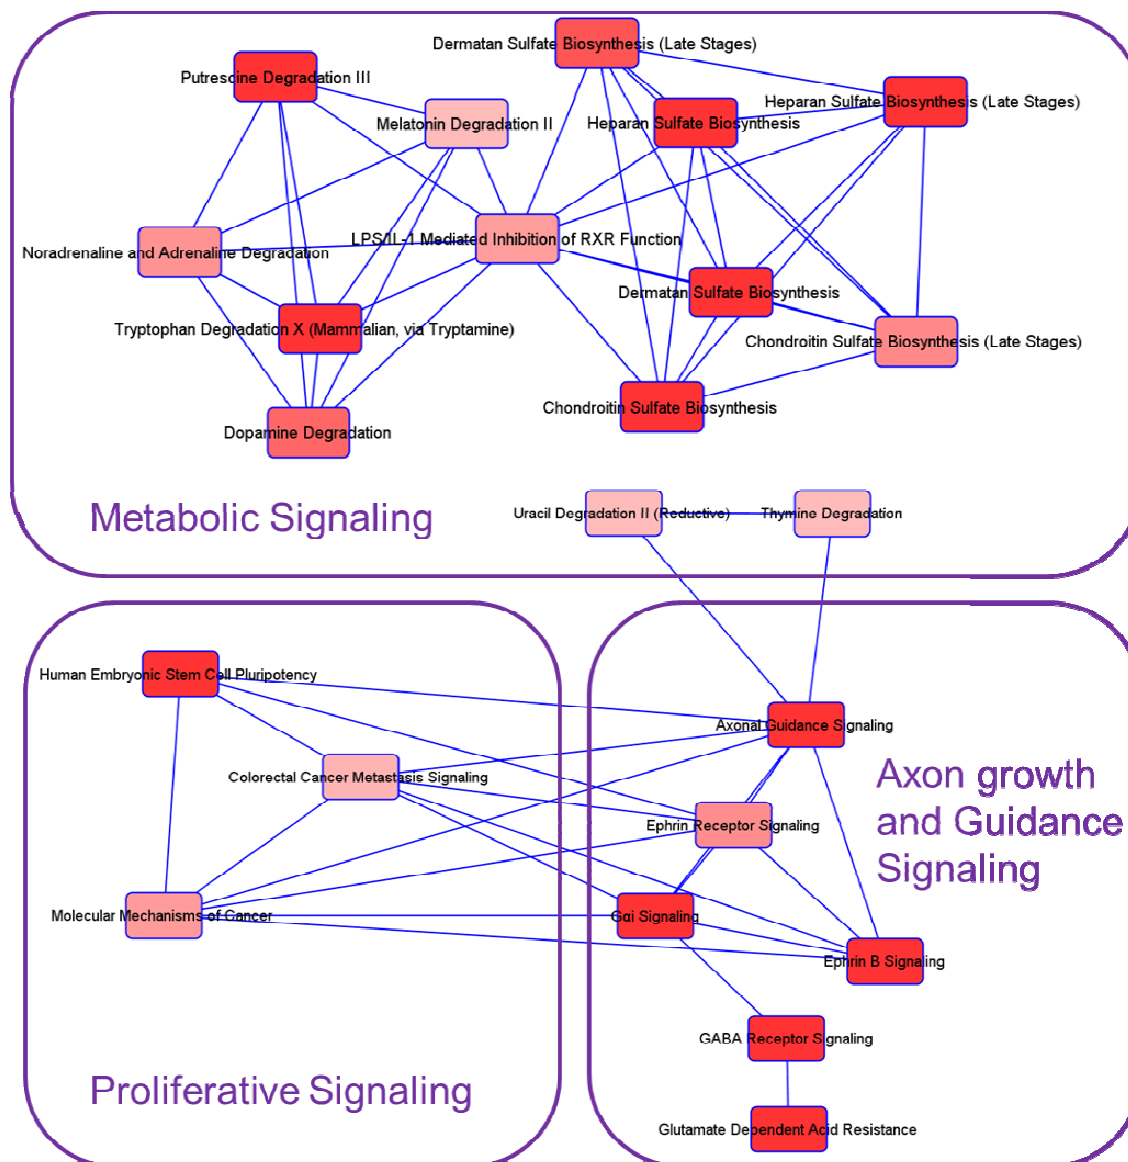 Dermatan Sulfate Biosynthesis (Late Stages)
Putrescine Degradation III
Heparan Sulfate Biosynthesis (Late Stages)
Melatonin Degradation II
Heparan Sulfate Biosynthesis
LPS/IL-1 Mediated Inhibition of RXR Function
Noradrenaline and Adrenaline Degradation
Dermatan Sulfate Biosynthesis
Tryptophan Degradation X (Mammalian, via Tryptamine)
Chondroitin Sulfate Biosynthesis (Late Stages)
Chondroitin Sulfate Biosynthesis
Dopamine Degradation
Metabolic Signaling
Uracil Degradation II (Reductive)
Thymine Degradation
Human Embryonic Stem Cell Pluripotency
Axonal Guidance Signaling
Colorectal Cancer Metastasis Signaling
Axon growth
and Guidance
Signaling
Ephrin Receptor Signaling
Molecular Mechanisms of Cancer
Gαi Signaling
Ephrin B Signaling
GABA Receptor Signaling
Proliferative Signaling
Glutamate Dependent Acid Resistance